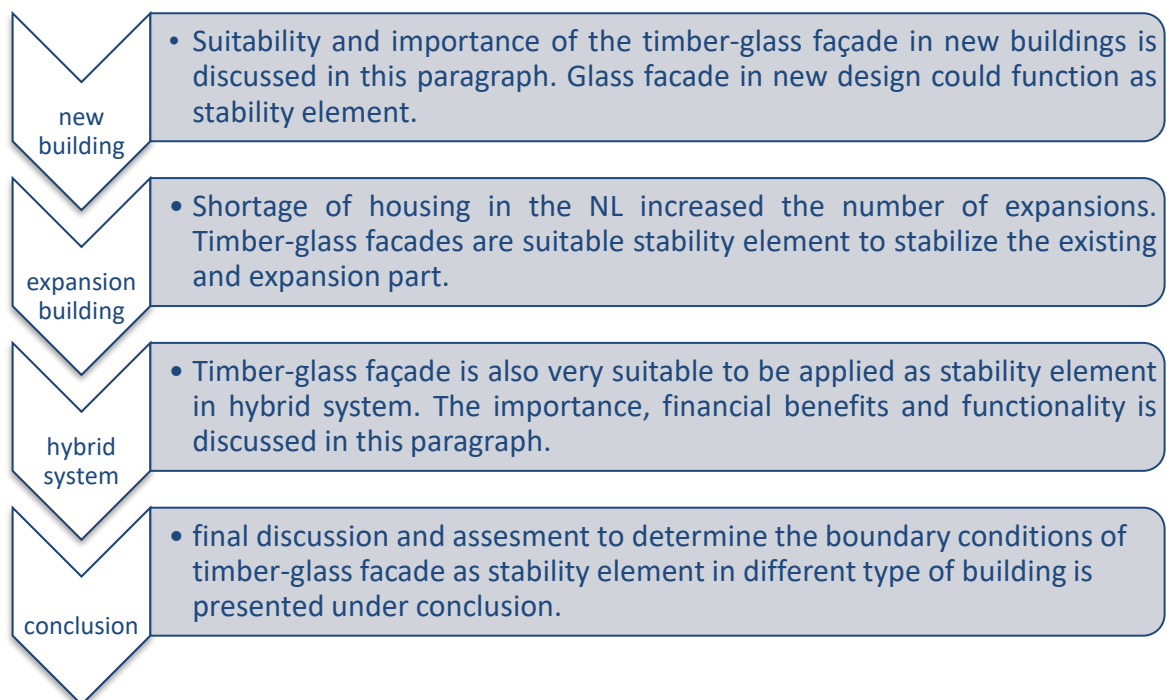 new
building
• Suitability and importance of the timber-glass façade in new buildings is
discussed in this paragraph. Glass facade in new design could function as
stability element.
expansion
building
• Shortage of housing in the NL increased the number of expansions.
Timber-glass facades are suitable stability element to stabilize the existing
and expansion part.
hybrid
system
• Timber-glass façade is also very suitable to be applied as stability element
in hybrid system. The importance, financial benefits and functionality is
discussed in this paragraph.
conclusion
• final discussion and assesment to determine the boundary conditions of
timber-glass facade as stability element in different type of building is
presented under conclusion.